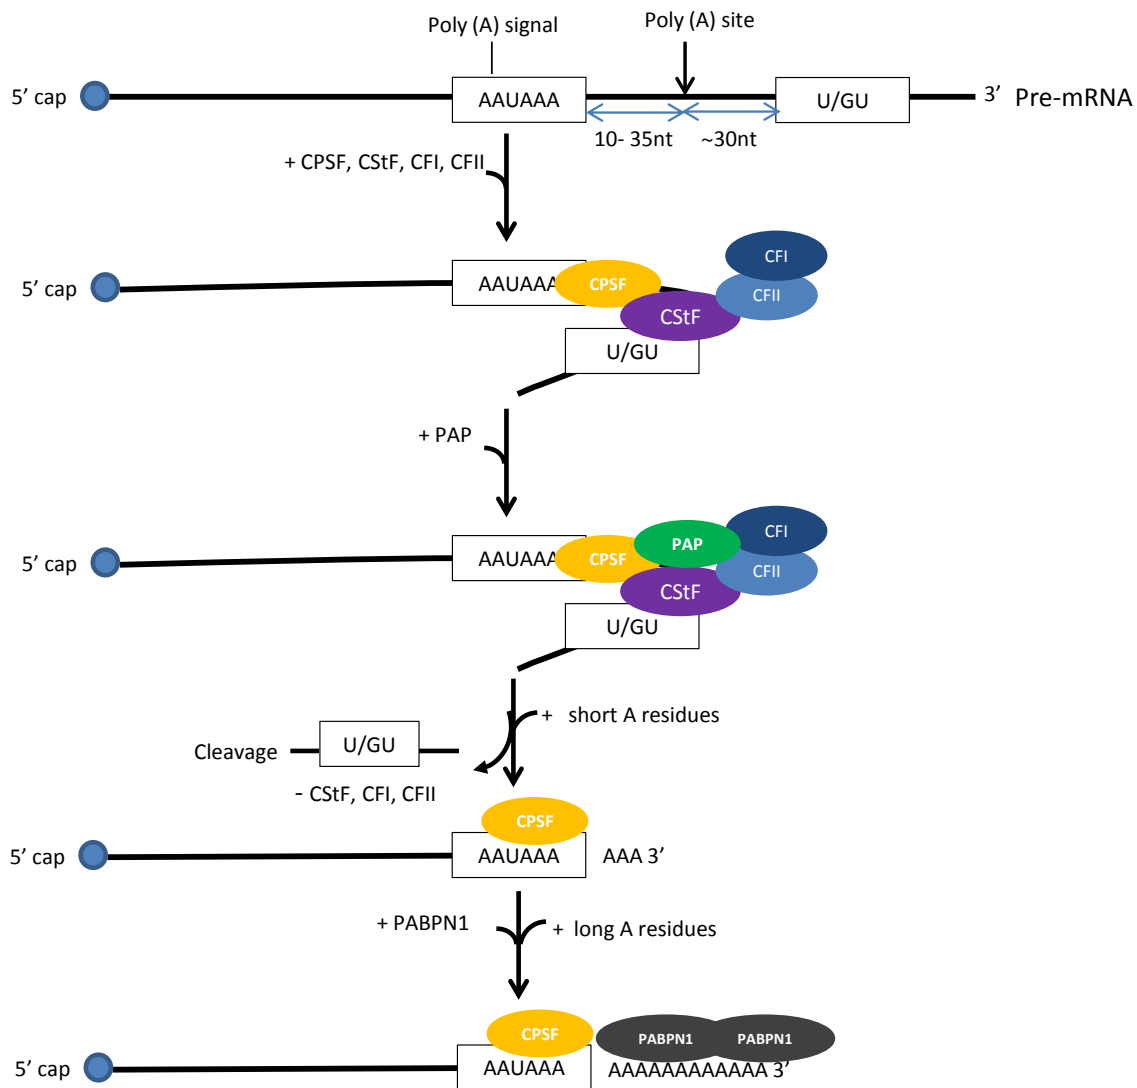 Poly (A) signal
Poly (A) site
5’ cap
AAUAAA
U/GU
3’ Pre-mRNA
10- 35nt
~30nt
+ CPSF, CStF, CFI, CFII
CFI
5’ cap
AAUAAA
CPSF
CFII
CStF
U/GU
+ PAP
CFI
PAP
5’ cap
AAUAAA
CPSF
CFII
CStF
U/GU
+ short A residues
Cleavage
U/GU
- CStF, CFI, CFII
CPSF
5’ cap
AAUAAA
AAA 3’
+ PABPN1
+ long A residues
CPSF
PABPN1
PABPN1
5’ cap
AAUAAA
AAAAAAAAAAAA 3’